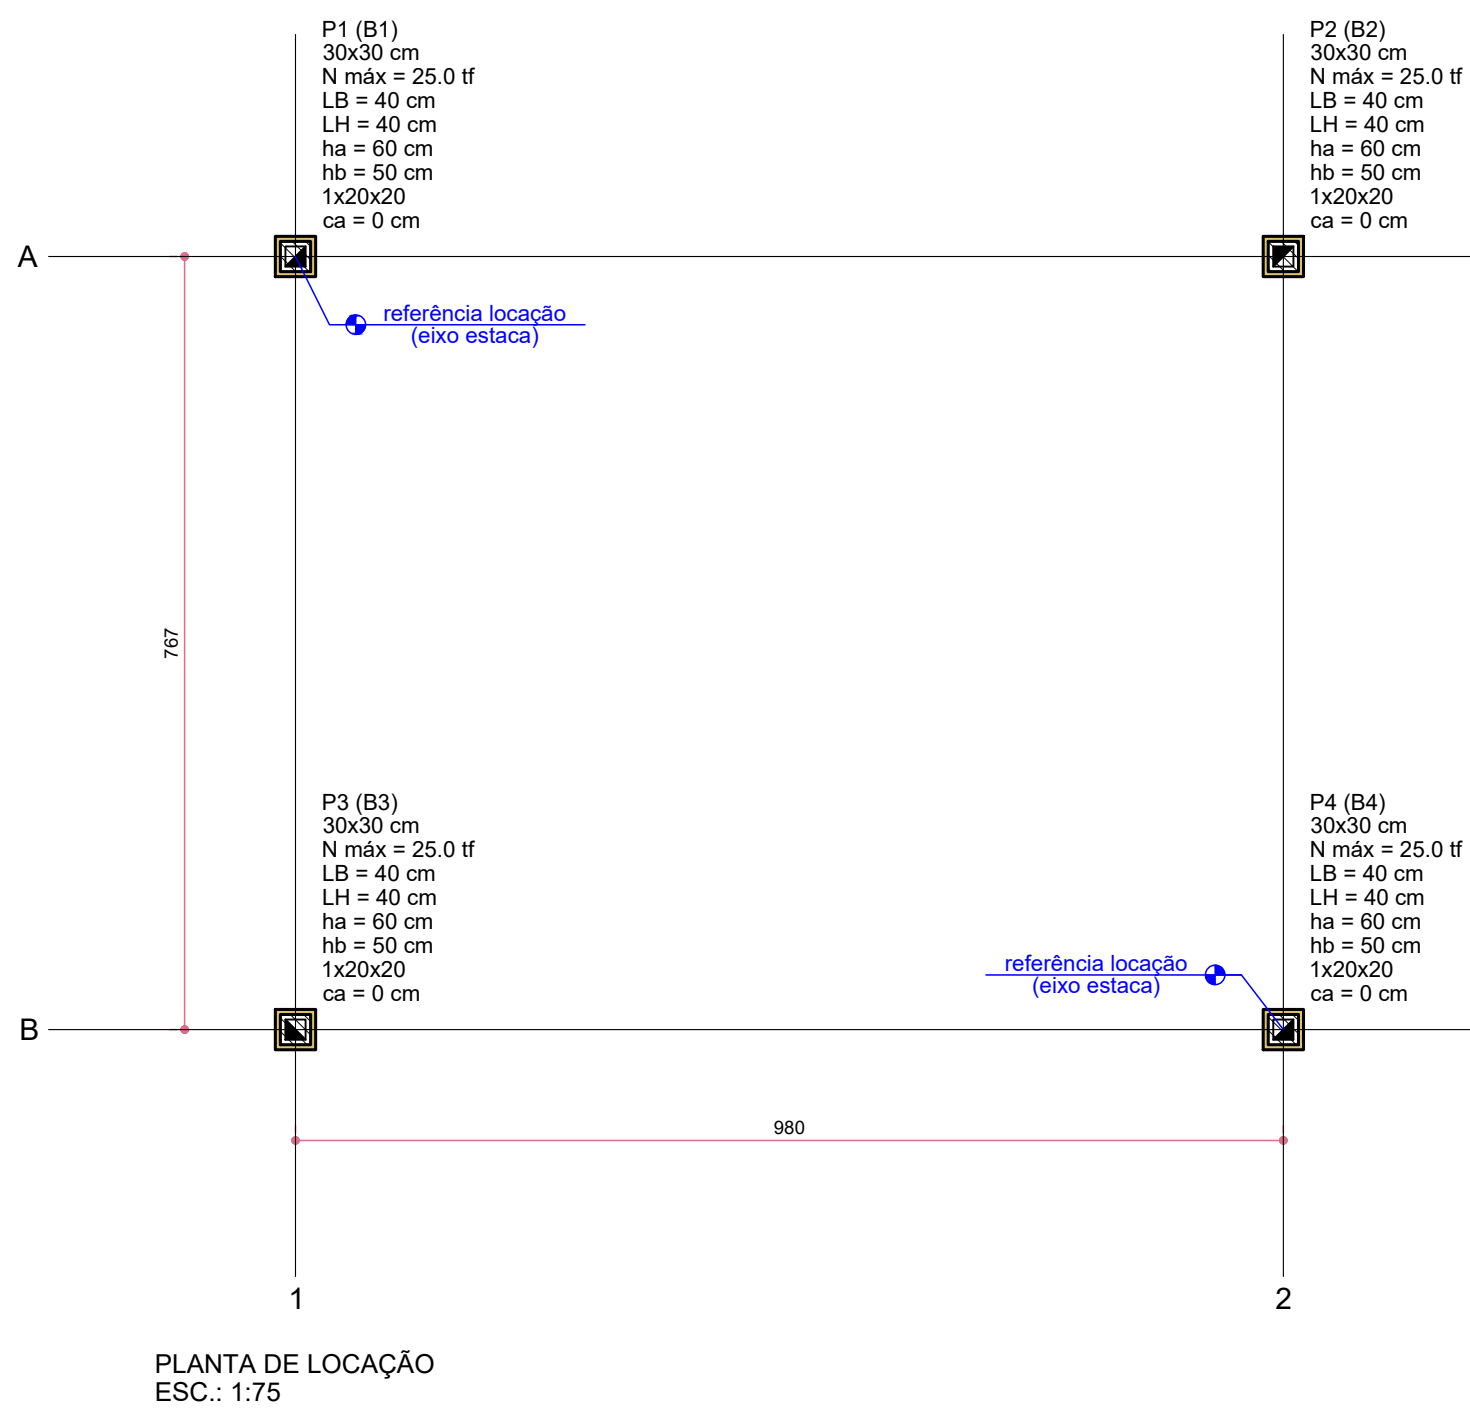 P1 (B1)
30x30 cm
N máx = 25.0 tf
LB = 40 cm
LH = 40 cm
ha = 60 cm
hb = 50 cm
1x20x20
ca = 0 cm
P2 (B2)
30x30 cm
N máx = 25.0 tf
LB = 40 cm
LH = 40 cm
ha = 60 cm
hb = 50 cm
1x20x20
ca = 0 cm
A
referência locação
(eixo estaca)
767
P3 (B3)
30x30 cm
N máx = 25.0 tf
LB = 40 cm
LH = 40 cm
ha = 60 cm
hb = 50 cm
1x20x20
ca = 0 cm
P4 (B4)
30x30 cm
N máx = 25.0 tf
LB = 40 cm
LH = 40 cm
ha = 60 cm
hb = 50 cm
1x20x20
ca = 0 cm
referência locação
(eixo estaca)
B
980
1
2
PLANTA DE LOCAÇÃO
ESC.: 1:75